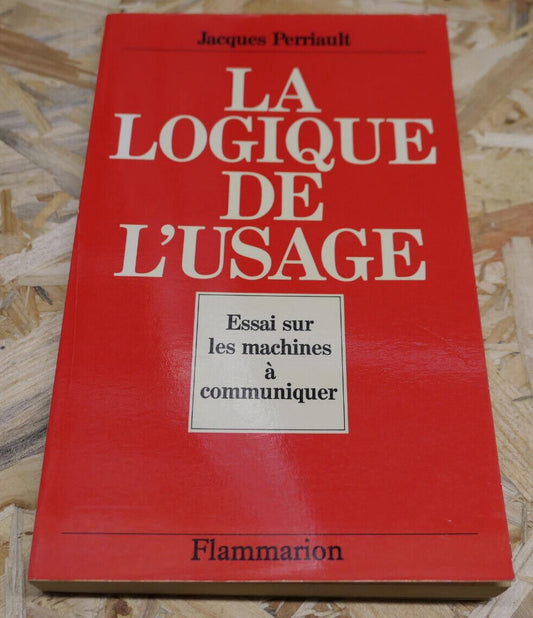 Jacques Perriault
LA
LOGIQUE
DE
L'USAGE
Essai sur
les machines
à
communiquer
Flammarion